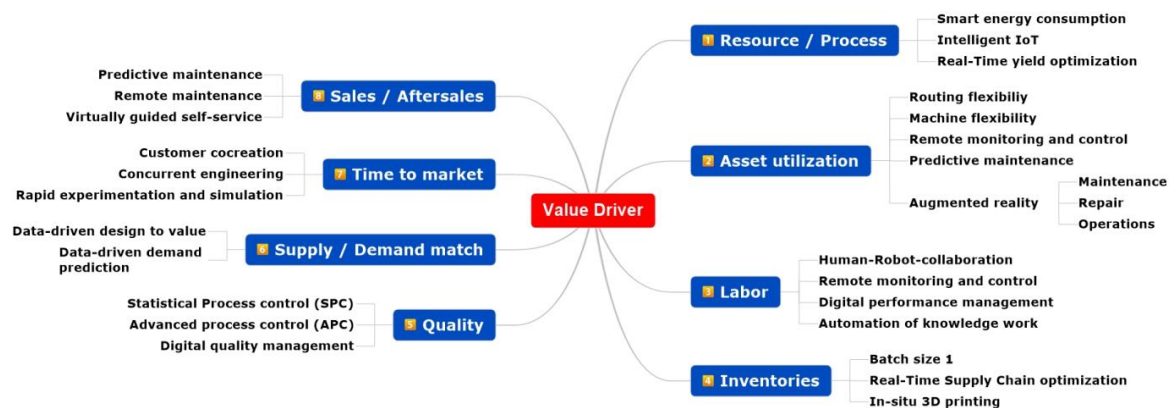 Value Driver
1 Resource / Process
Smart energy consumption
Intelligent IoT
Real-Time yield optimization
2 Asset utilization
Routing flexibiliy
Machine flexibility
Remote monitoring and control
Predictive maintenance
Augmented reality
Maintenance
Repair
Operations
3 Labor
Human-Robot-collaboration
Remote monitoring and control
Digital performance management
Automation of knowledge work
4 Inventories
Batch size 1
Real-Time Supply Chain optimization
In-situ 3D printing
5 Quality
Statistical Process control (SPC)
Advanced process control (APC)
Digital quality management
6 Supply / Demand match
Data-driven design to value
Data-driven demand
prediction
7 Time to market
Customer cocreation
Concurrent engineering
Rapid experimentation and simulation
8 Sales / Aftersales
Predictive maintenance
Remote maintenance
Virtually guided self-service